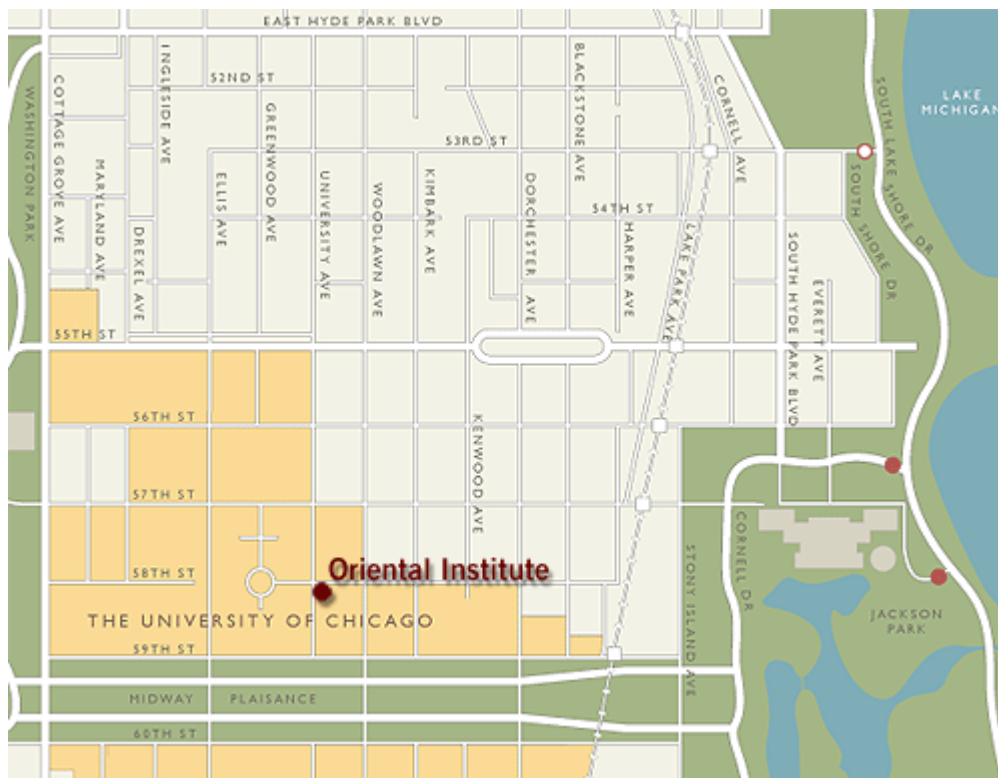 EAST HYDE PARK BLVD
INGLESIDE AVE
BLACKSTONE AVE
52ND ST
COTTAGE GROVE AVE
WASHINGTON PARK
GREENWOOD AVE
CORNELL AVE
SOUTH LAKE SHORE DR
LAKE
MICHIGAN
53RD ST
MARYLAND AVE
ELLIS AVE
UNIVERSITY AVE
WOODLAWN AVE
KIMBARK AVE
DORCHESTER AVE
SOUTH SHORE DR
54TH ST
DREXEL AVE
HARPER AVE
LAKE PARK AVE
SOUTH HYDE PARK BLVD
EVERETT AVE
55TH ST
56TH ST
KENWOOD AVE
57TH ST
CORNELL DR
STONY ISLAND AVE
58TH ST
Oriental Institute
THE UNIVERSITY OF CHICAGO
JACKSON
PARK
59TH ST
MIDWAY PLAISANCE
60TH ST